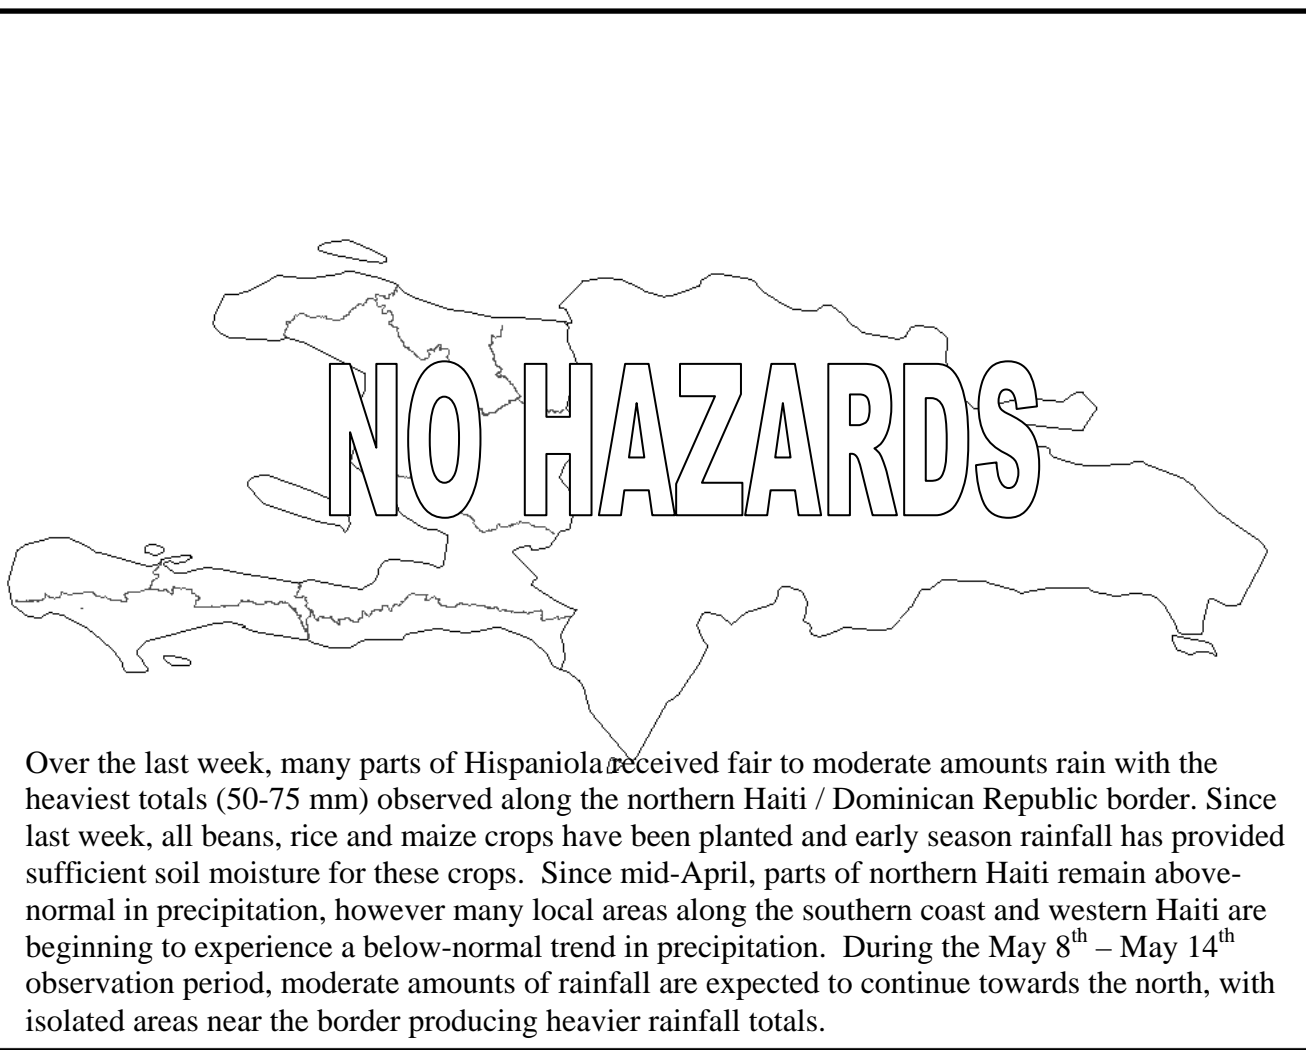 NO HAZARDS
Over the last week, many parts of Hispaniola received fair to moderate amounts rain with the
heaviest totals (50-75 mm) observed along the northern Haiti / Dominican Republic border. Since
last week, all beans, rice and maize crops have been planted and early season rainfall has provided
sufficient soil moisture for these crops.  Since mid-April, parts of northern Haiti remain above-
normal in precipitation, however many local areas along the southern coast and western Haiti are
beginning to experience a below-normal trend in precipitation.  During the May 8th – May 14th
observation period, moderate amounts of rainfall are expected to continue towards the north, with
isolated areas near the border producing heavier rainfall totals.